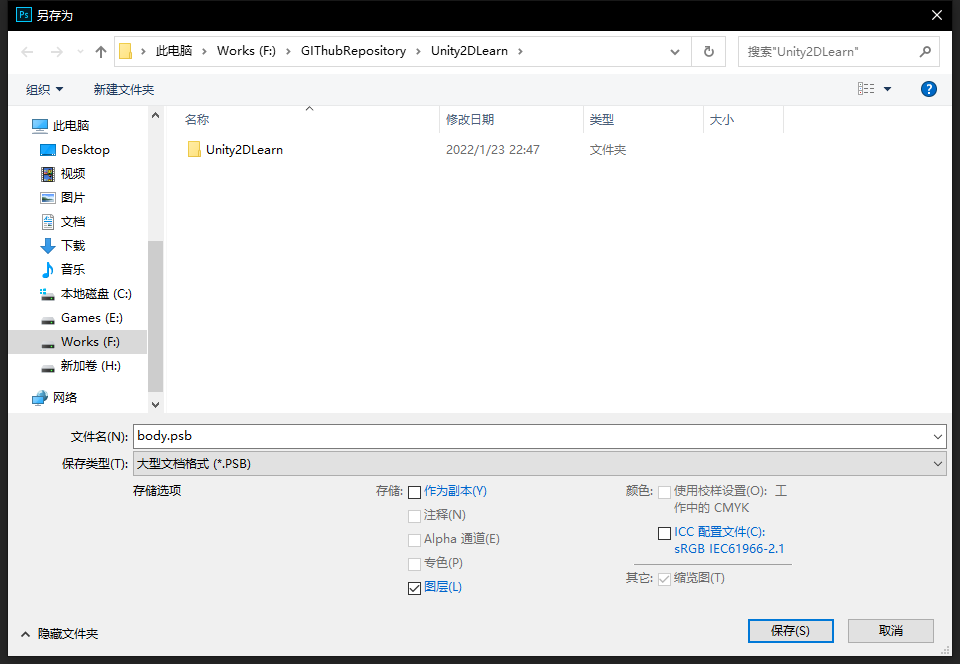 Ps 另存为
此电脑 Works (F:) GIThubRepository Unity2DLearn 搜索"Unity2DLearn"
组织 新建文件夹 ?
名称 修改日期 类型 大小
Unity2DLearn 2022/1/23 22:47 文件夹
此电脑
Desktop
视频
图片
文档
下载
音乐
本地磁盘 (C:)
Games (E:)
Works (F:)
新加卷 (H:)
网络
文件名(N): body.psb
保存类型(T): 大型文档格式 (*.PSB)
存储选项
存储: 作为副本(Y)
注释(N)
Alpha 通道(E)
专色(P)
图层(L)
颜色: 使用校样设置(O): 工
作中的 CMYK
ICC 配置文件(C):
sRGB IEC61966-2.1
其它: 缩览图(T)
隐藏文件夹 保存(S) 取消